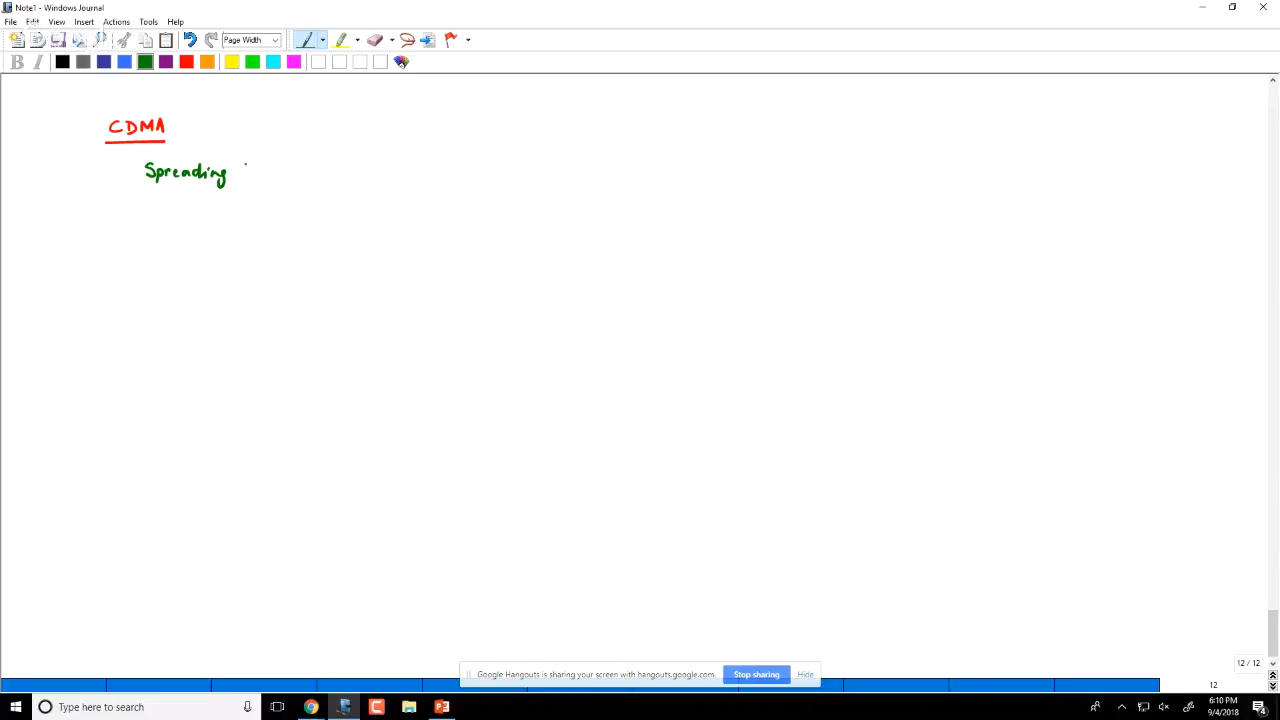 Note1 - Windows Journal
File Edit View Insert Actions Tools Help
Page Width
B I
CDMA
Spreading
Google Hangouts is sharing your screen with hangouts.google.com. Stop sharing Hide
12 / 12
12
Type here to search
6:10 PM
9/4/2018
4